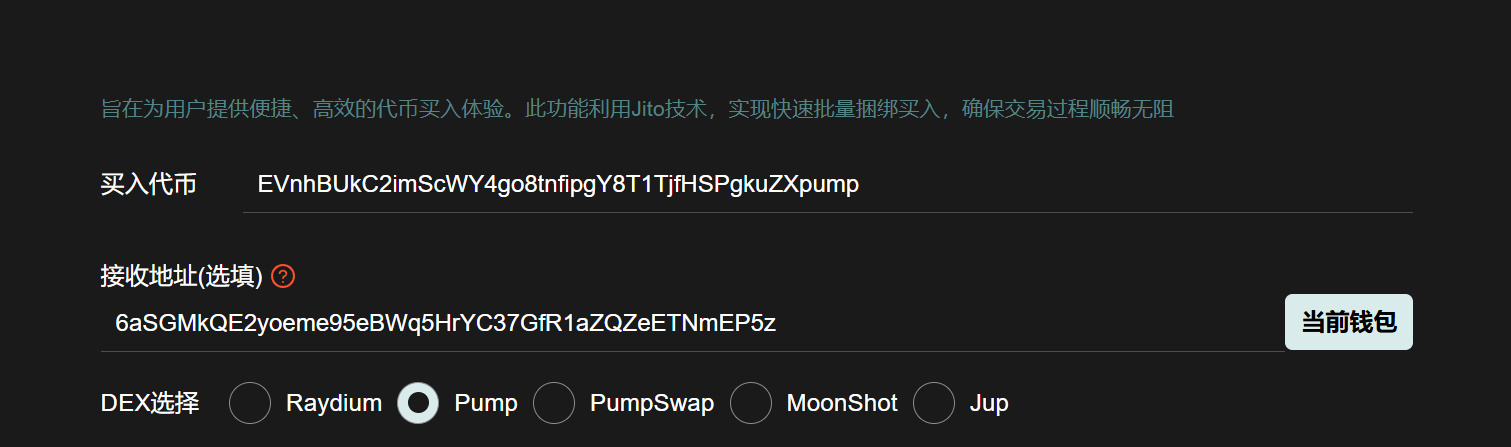 旨在为用户提供便捷、高效的代币买入体验。此功能利用Jito技术，实现快速批量捆绑买入，确保交易过程顺畅无阻
买入代币 EVnhBUkC2imScWY4go8tnfipgY8T1TjfHSPgkuZXpump
接收地址(选填) ?
6aSGMkQE2yoeme95eBWq5HrYC37GfR1aZQZeETNmEP5z 当前钱包
DEX选择 Raydium Pump PumpSwap MoonShot Jup